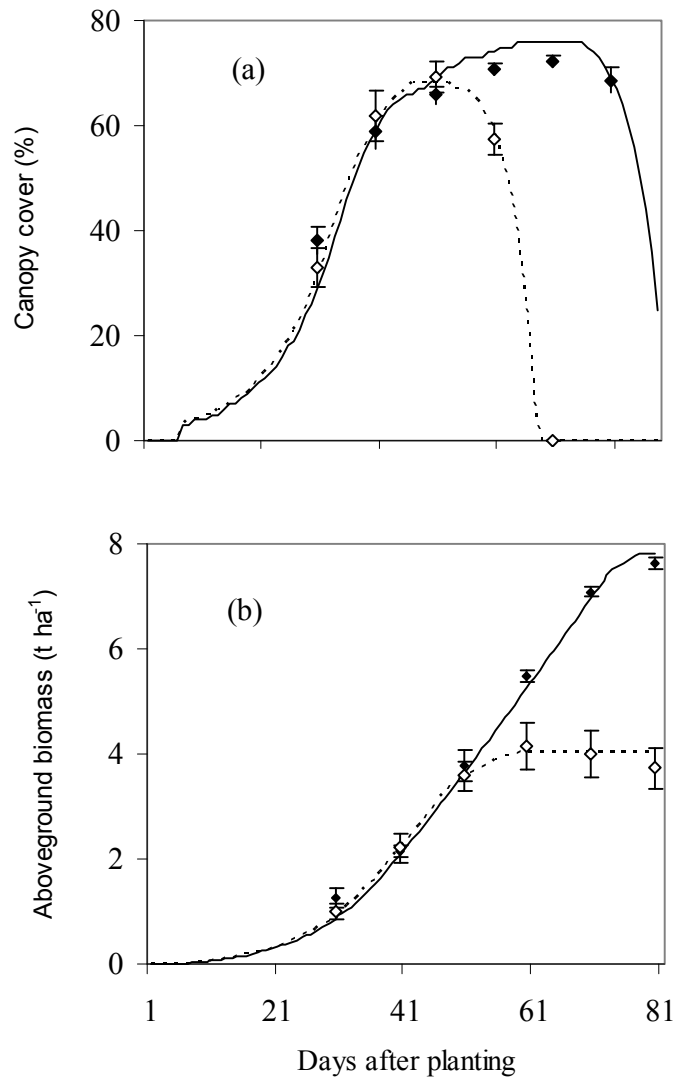 80
(a)
60
40
20
0
Canopy cover (%)
8
(b)
6
4
2
0
Aboveground biomass (t ha⁻¹)
1 21 41 61 81
Days after planting